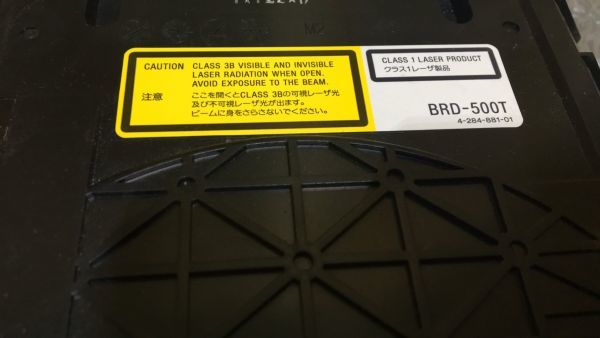 M2
CAUTION
CLASS 3B VISIBLE AND INVISIBLE
LASER RADIATION WHEN OPEN.
AVOID EXPOSURE TO THE BEAM.
注意
ここを開くとCLASS 3Bの可視レーザ光
及び不可視レーザ光が出ます。
ビームに身をさらさないでください。
CLASS 1 LASER PRODUCT
クラス1レーザ製品
BRD-500T
4-284-881-01